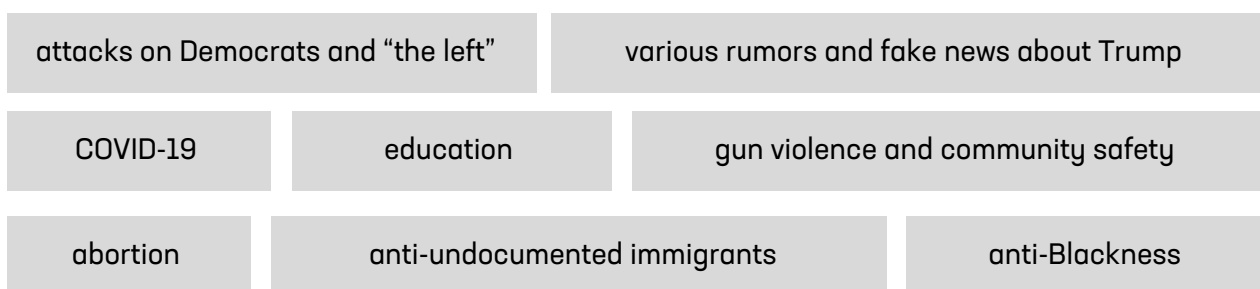 attacks on Democrats and “the left”
various rumors and fake news about Trump
COVID-19
education
gun violence and community safety
abortion
anti-undocumented immigrants
anti-Blackness